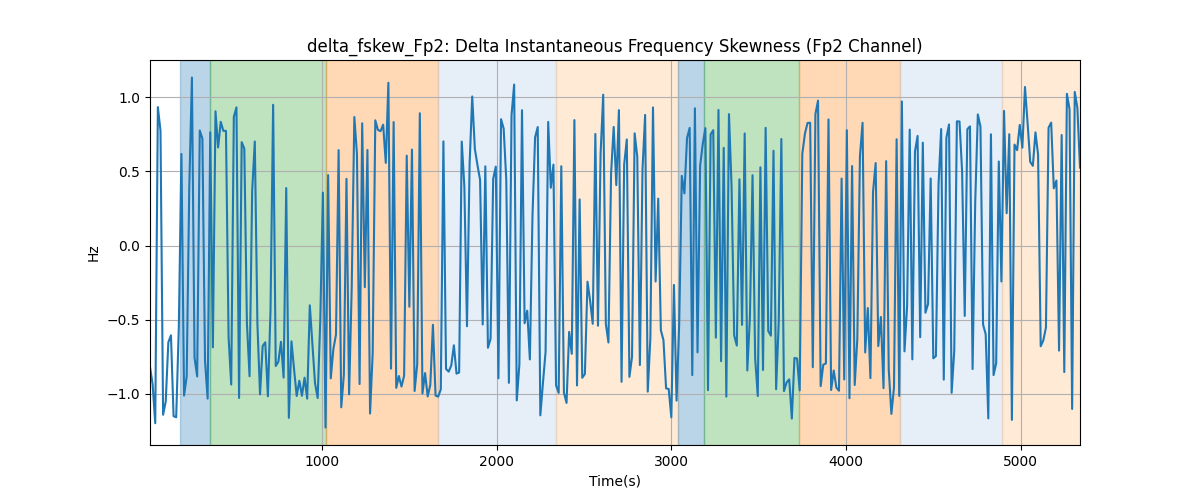 delta_fskew_Fp2: Delta Instantaneous Frequency Skewness (Fp2 Channel)
1.0
0.5
0.0
−0.5
−1.0
Hz
1000 2000 3000 4000 5000
Time(s)